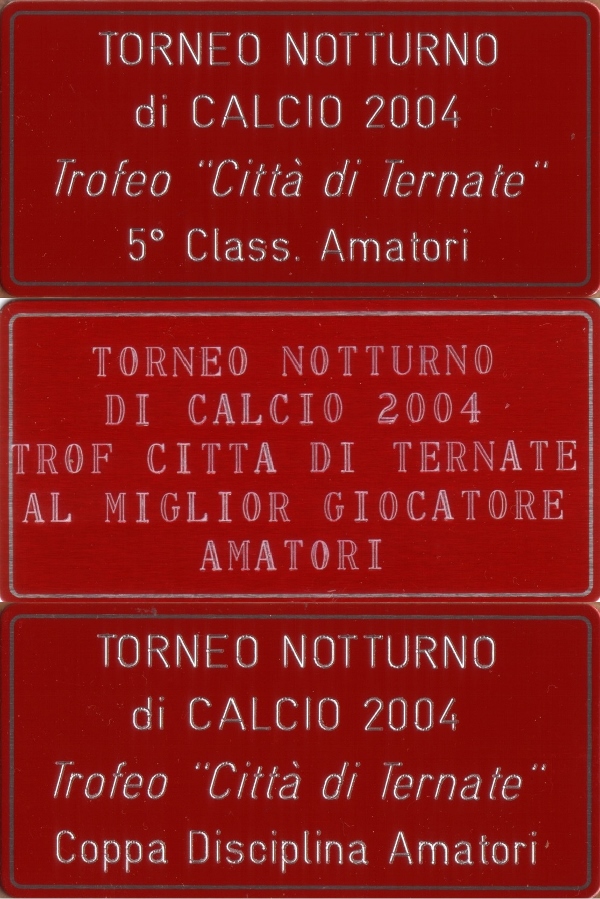 TORNEO NOTTURNO
di CALCIO 2004
Trofeo "Città di Ternate"
5° Class. Amatori
TORNEO NOTTURNO
DI CALCIO 2004
TROF CITTA DI TERNATE
AL MIGLIOR GIOCATORE
AMATORI
TORNEO NOTTURNO
di CALCIO 2004
Trofeo "Città di Ternate"
Coppa Disciplina Amatori